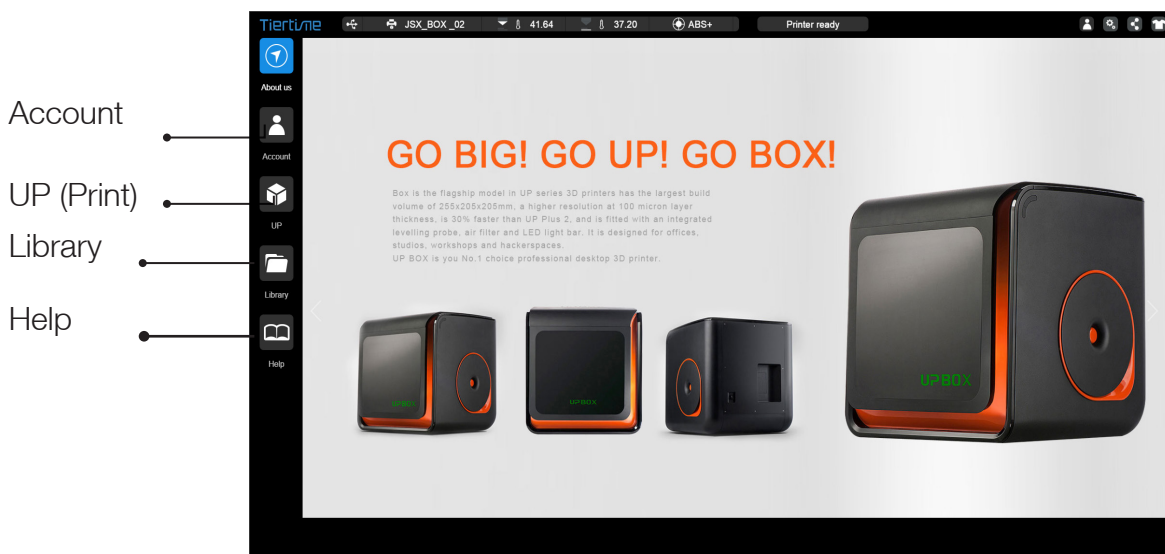 Tiertime
JSX_BOX _02
41.64
37.20
ABS+
Printer ready
About us
Account
Account
UP (Print)
UP
Library
Library
Help
Help
GO BIG! GO UP! GO BOX!
Box is the flagship model in UP series 3D printers has the largest build
volume of 255x205x205mm, a higher resolution at 100 micron layer
thickness, is 30% faster than UP Plus 2, and is fitted with an integrated
levelling probe, air filter and LED light bar. It is designed for offices,
studios, workshops and hackerspaces.
UP BOX is you No.1 choice professional desktop 3D printer.
UPBOX
UPBOX
UPBOX